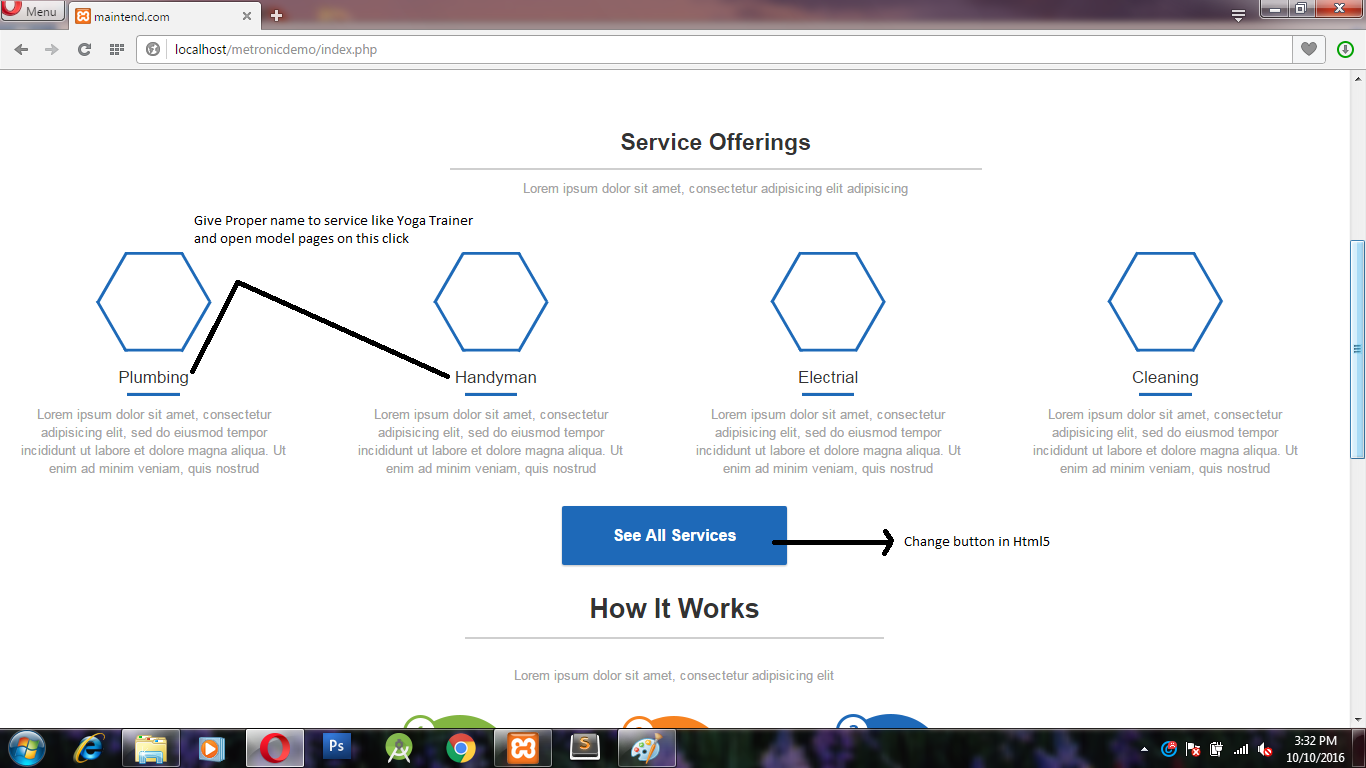 Menu
maintend.com
localhost/metronicdemo/index.php
Service Offerings
Lorem ipsum dolor sit amet, consectetur adipisicing elit adipisicing
Give Proper name to service like Yoga Trainer
and open model pages on this click
Plumbing
Lorem ipsum dolor sit amet, consectetur
adipisicing elit, sed do eiusmod tempor
incididunt ut labore et dolore magna aliqua. Ut
enim ad minim veniam, quis nostrud
Handyman
Lorem ipsum dolor sit amet, consectetur
adipisicing elit, sed do eiusmod tempor
incididunt ut labore et dolore magna aliqua. Ut
enim ad minim veniam, quis nostrud
Electrial
Lorem ipsum dolor sit amet, consectetur
adipisicing elit, sed do eiusmod tempor
incididunt ut labore et dolore magna aliqua. Ut
enim ad minim veniam, quis nostrud
Cleaning
Lorem ipsum dolor sit amet, consectetur
adipisicing elit, sed do eiusmod tempor
incididunt ut labore et dolore magna aliqua. Ut
enim ad minim veniam, quis nostrud
See All Services
Change button in Html5
How It Works
Lorem ipsum dolor sit amet, consectetur adipisicing elit
Ps
S
3:32 PM
10/10/2016